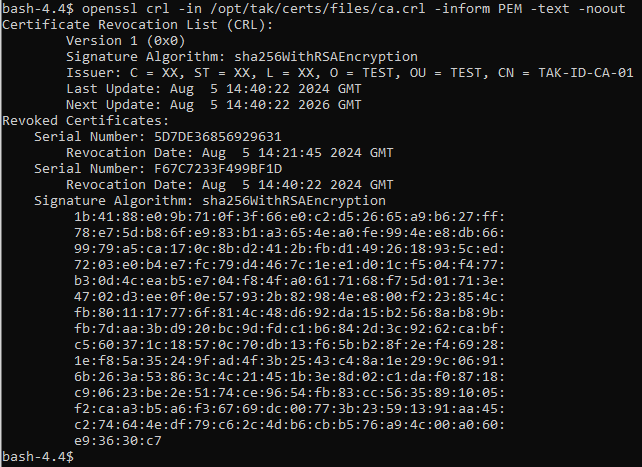 bash-4.4$ openssl crl -in /opt/tak/certs/files/ca.crl -inform PEM -text -noout
Certificate Revocation List (CRL):
        Version 1 (0x0)
        Signature Algorithm: sha256WithRSAEncryption
        Issuer: C = XX, ST = XX, L = XX, O = TEST, OU = TEST, CN = TAK-ID-CA-01
        Last Update: Aug  5 14:40:22 2024 GMT
        Next Update: Aug  5 14:40:22 2026 GMT
Revoked Certificates:
    Serial Number: 5D7DE36856929631
        Revocation Date: Aug  5 14:21:45 2024 GMT
    Serial Number: F67C7233F499BF1D
        Revocation Date: Aug  5 14:40:22 2024 GMT
    Signature Algorithm: sha256WithRSAEncryption
         1b:41:88:e0:9b:71:0f:3f:66:e0:c2:d5:26:65:a9:b6:27:ff:
         78:e7:5d:b8:6f:e9:83:b1:a3:65:4e:a0:fe:99:4e:e8:db:66:
         99:79:a5:ca:17:0c:8b:d2:41:2b:fb:d1:49:26:18:93:5c:ed:
         72:03:e0:b4:e7:fc:79:d4:46:7c:1e:e1:d0:1c:f5:04:f4:77:
         b3:0d:4c:ea:b5:e7:04:f8:4f:a0:61:71:68:f7:5d:01:71:3e:
         47:02:d3:ee:0f:0e:57:93:2b:82:98:4e:e8:00:f2:23:85:4c:
         fb:80:11:17:77:6f:81:4c:48:d6:92:da:15:b2:56:8a:b8:9b:
         fb:7d:aa:3b:d9:20:bc:9d:fd:c1:b6:84:2d:3c:92:62:ca:bf:
         c5:60:37:1c:18:57:0c:70:db:13:f6:5b:b2:8f:2e:f4:69:28:
         1e:f8:5a:35:24:9f:ad:4f:3b:25:43:c4:8a:1e:29:9c:06:91:
         6b:26:3a:53:86:3c:4c:21:45:1b:3e:8d:02:c1:da:f0:87:18:
         c9:06:23:be:2e:51:74:ce:96:54:fb:83:cc:56:35:89:10:05:
         f2:ca:a3:b5:a6:f3:67:69:dc:00:77:3b:23:59:13:91:aa:45:
         c2:74:64:4e:df:79:c6:2c:4d:b6:cb:b5:76:a9:4c:00:a0:60:
         e9:36:30:c7
bash-4.4$